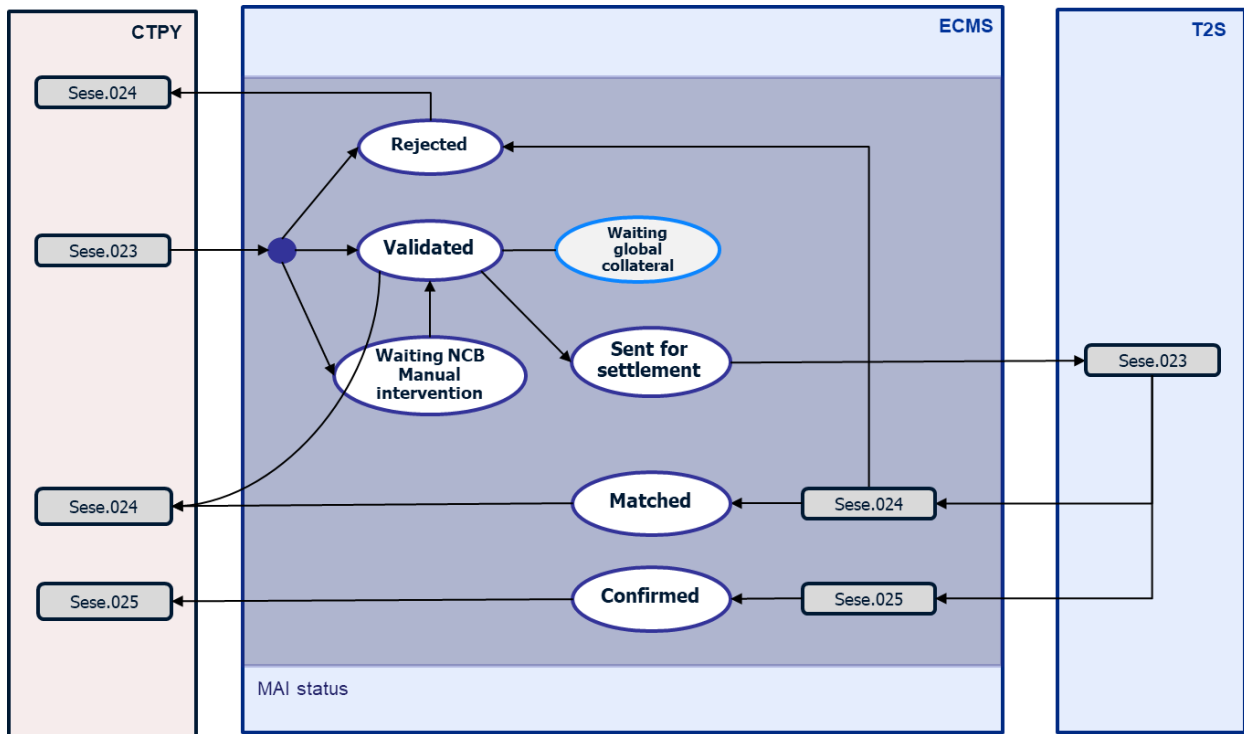 CTPY
ECMS
T2S
Sese.024
Rejected
Sese.023
Validated
Waiting
global
collateral
Waiting NCB
Manual
intervention
Sent for
settlement
Sese.023
Sese.024
Matched
Sese.024
Sese.025
Confirmed
Sese.025
MAI status